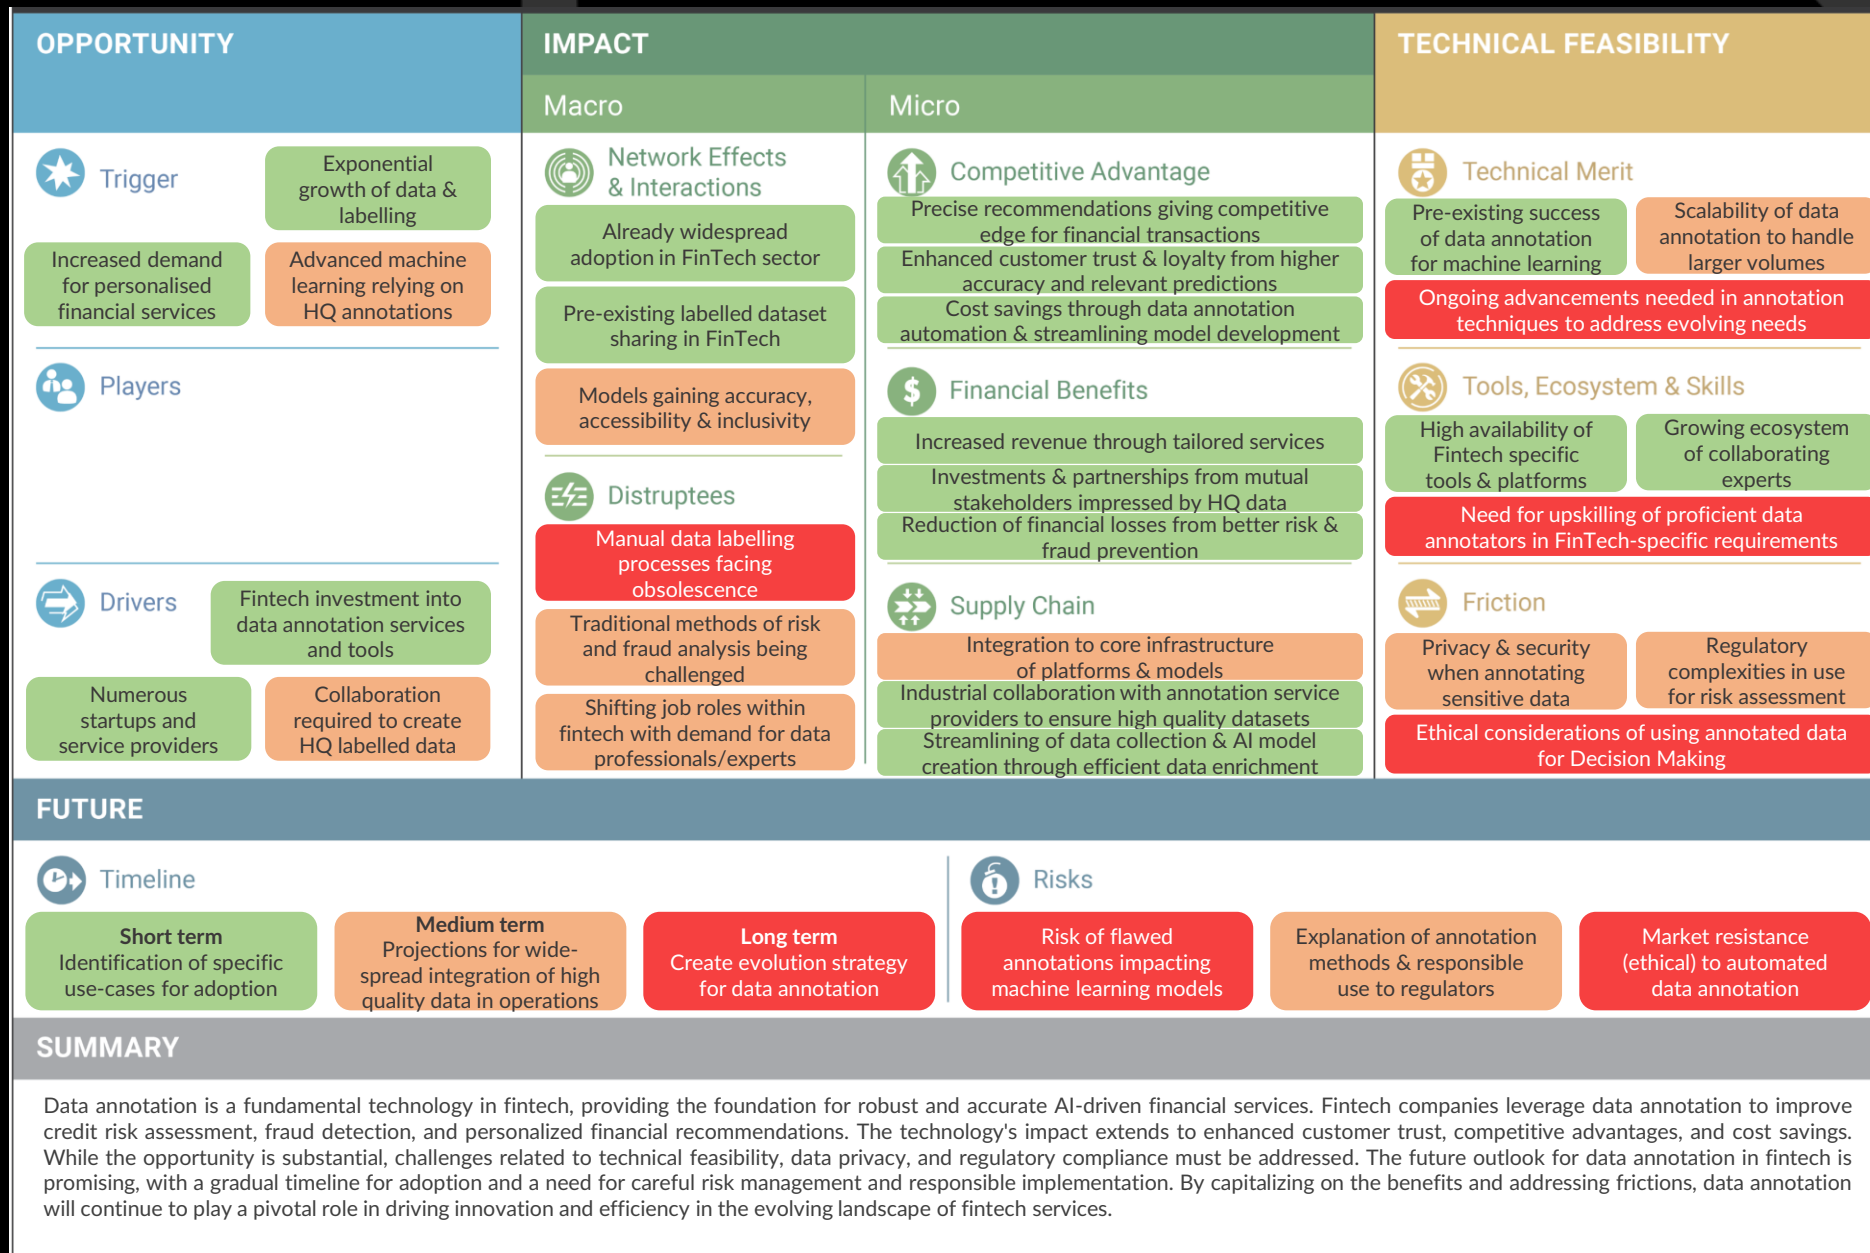 OPPORTUNITY
Trigger
Exponential
growth of data &
labelling
Increased demand
for personalised
financial services
Advanced machine
learning relying on
HQ annotations
Players
Drivers
Fintech investment into
data annotation services
and tools
Numerous
startups and
service providers
Collaboration
required to create
HQ labelled data
IMPACT
Macro
Network Effects
& Interactions
Already widespread
adoption in FinTech sector
Pre-existing labelled dataset
sharing in FinTech
Models gaining accuracy,
accessibility & inclusivity
Distruptees
Manual data labelling
processes facing
obsolescence
Traditional methods of risk
and fraud analysis being
challenged
Shifting job roles within
fintech with demand for data
professionals/experts
Micro
Competitive Advantage
Precise recommendations giving competitive
edge for financial transactions
Enhanced customer trust & loyalty from higher
accuracy and relevant predictions
Cost savings through data annotation
automation & streamlining model development
$
Financial Benefits
Increased revenue through tailored services
Investments & partnerships from mutual
stakeholders impressed by HQ data
Reduction of financial losses from better risk &
fraud prevention
Supply Chain
Integration to core infrastructure
of platforms & models
Industrial collaboration with annotation service
providers to ensure high quality datasets
Streamlining of data collection & AI model
creation through efficient data enrichment
TECHNICAL FEASIBILITY
Technical Merit
Pre-existing success
of data annotation
for machine learning
Scalability of data
annotation to handle
larger volumes
Ongoing advancements needed in annotation
techniques to address evolving needs
Tools, Ecosystem & Skills
High availability of
Fintech specific
tools & platforms
Growing ecosystem
of collaborating
experts
Need for upskilling of proficient data
annotators in FinTech-specific requirements
Friction
Privacy & security
when annotating
sensitive data
Regulatory
complexities in use
for risk assessment
Ethical considerations of using annotated data
for Decision Making
FUTURE
Timeline
Short term
Identification of specific
use-cases for adoption
Medium term
Projections for wide-
spread integration of high
quality data in operations
Long term
Create evolution strategy
for data annotation
Risks
Risk of flawed
annotations impacting
machine learning models
Explanation of annotation
methods & responsible
use to regulators
Market resistance
(ethical) to automated
data annotation
SUMMARY
Data annotation is a fundamental technology in fintech, providing the foundation for robust and accurate AI-driven financial services. Fintech companies leverage data annotation to improve
credit risk assessment, fraud detection, and personalized financial recommendations. The technology's impact extends to enhanced customer trust, competitive advantages, and cost savings.
While the opportunity is substantial, challenges related to technical feasibility, data privacy, and regulatory compliance must be addressed. The future outlook for data annotation in fintech is
promising, with a gradual timeline for adoption and a need for careful risk management and responsible implementation. By capitalizing on the benefits and addressing frictions, data annotation
will continue to play a pivotal role in driving innovation and efficiency in the evolving landscape of fintech services.